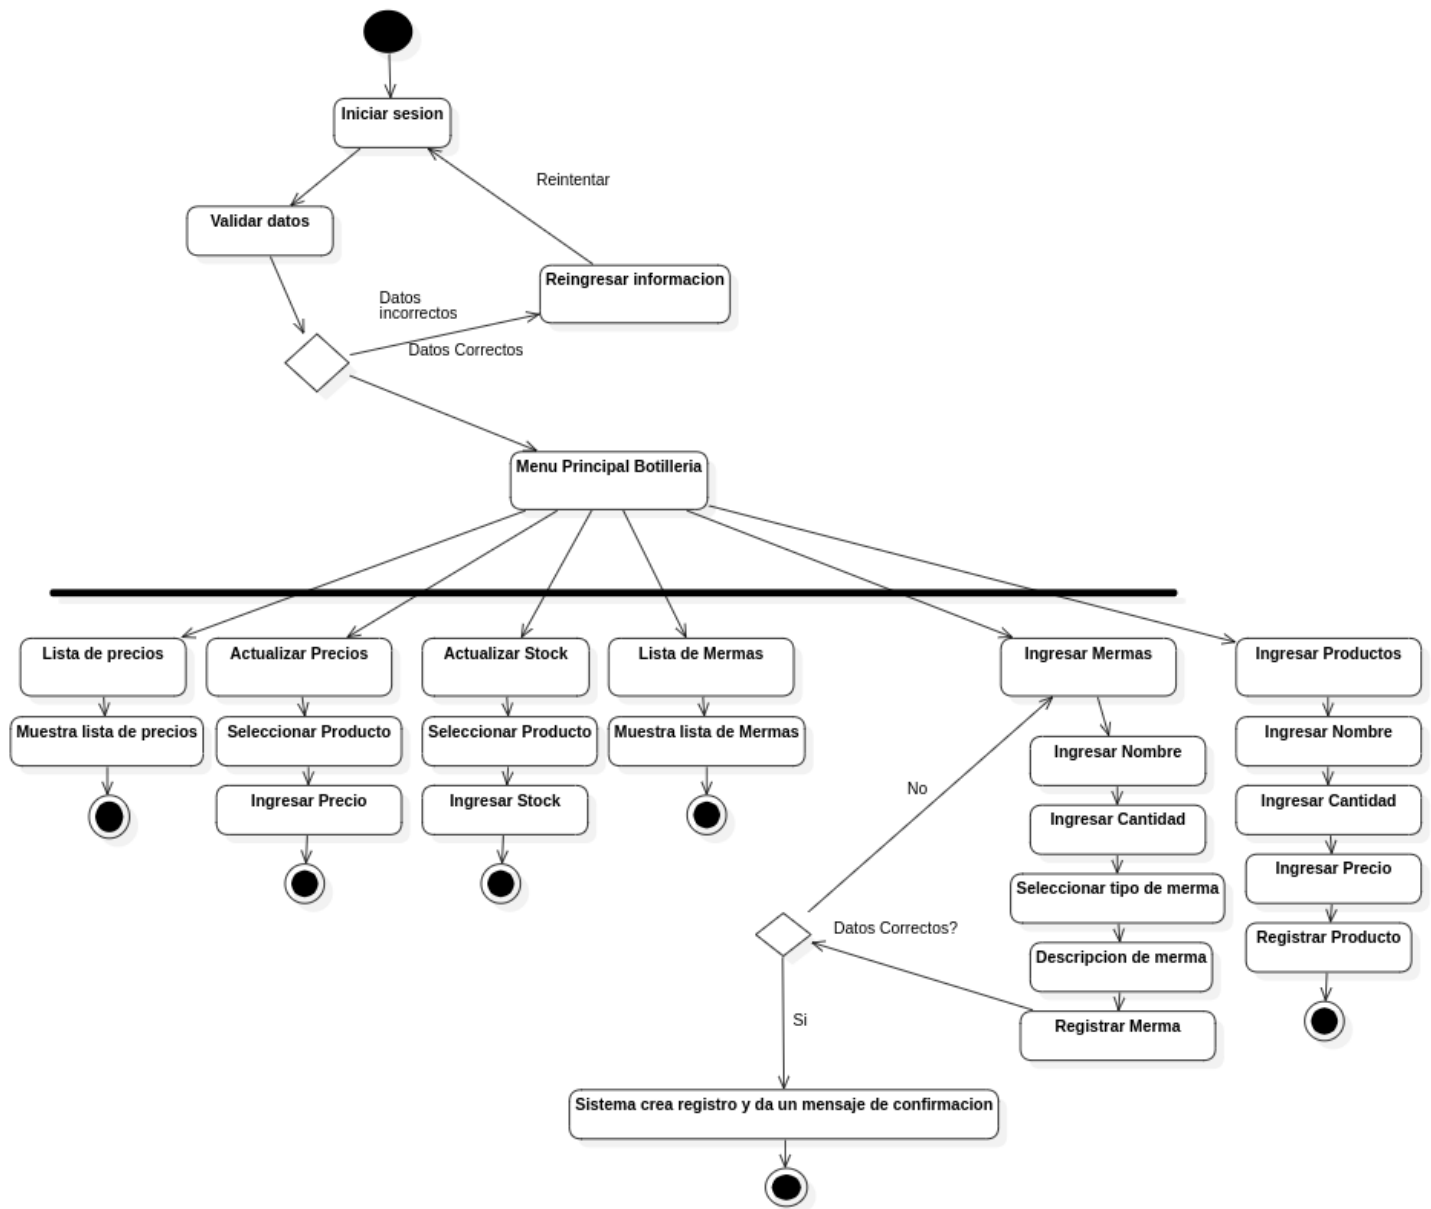 Iniciar sesion
Reintentar
Validar datos
Reingresar informacion
Datos
incorrectos
Datos Correctos
Menu Principal Botilleria
Lista de precios
Actualizar Precios
Actualizar Stock
Lista de Mermas
Ingresar Mermas
Ingresar Productos
Muestra lista de precios
Seleccionar Producto
Seleccionar Producto
Muestra lista de Mermas
Ingresar Nombre
Ingresar Nombre
Ingresar Precio
Ingresar Stock
No
Ingresar Cantidad
Ingresar Cantidad
Ingresar Precio
Seleccionar tipo de merma
Datos Correctos?
Registrar Producto
Descripcion de merma
Si
Registrar Merma
Sistema crea registro y da un mensaje de confirmacion